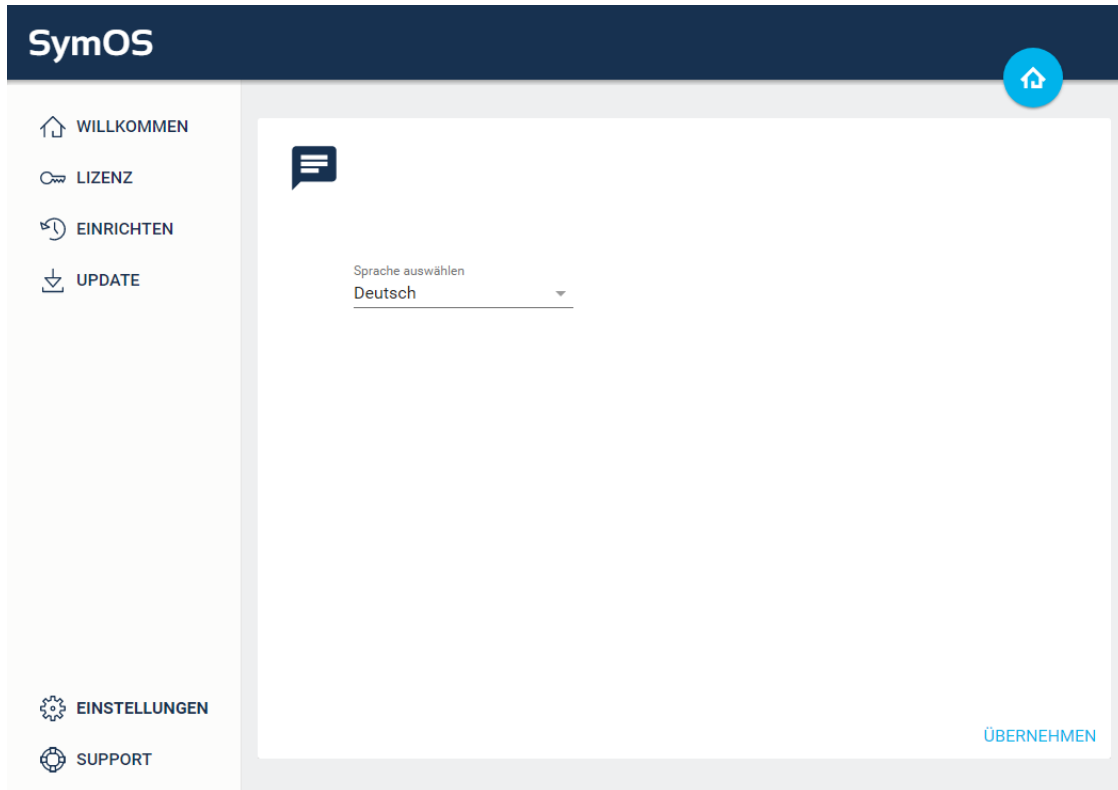 SymOS
WILLKOMMEN
LIZENZ
EINRICHTEN
UPDATE
Sprache auswählen
Deutsch
EINSTELLUNGEN
SUPPORT
ÜBERNEHMEN